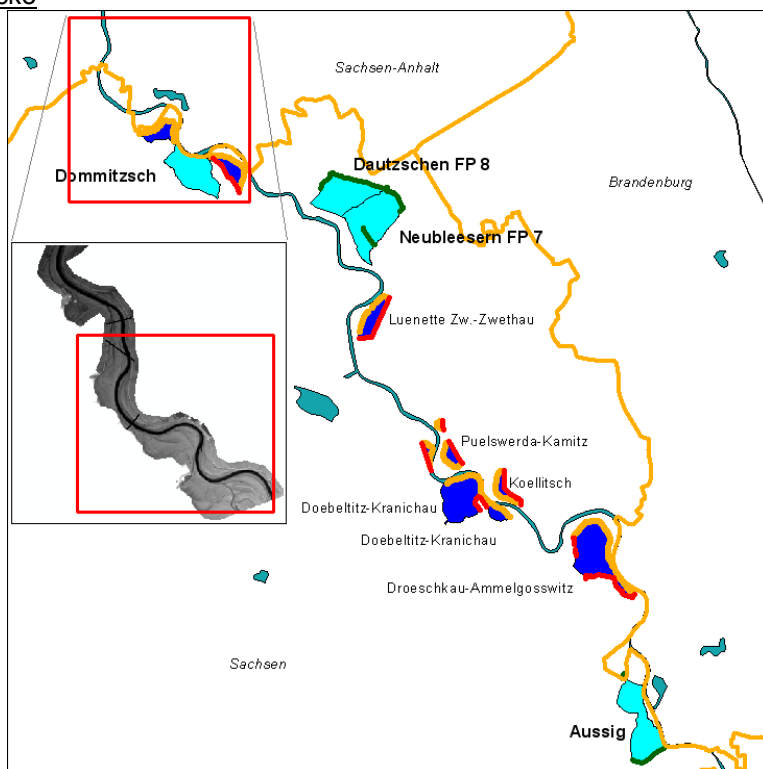 Sachsen-Anhalt
Dommitzsch
Dautzschen FP 8
Brandenburg
Neubleesern FP 7
Luenette Zw.-Zwethau
Puelswerda-Kamitz
Koellitsch
Doebeltitz-Kranichau
Doebeltitz-Kranichau
Droeschkau-Ammelgosswitz
Sachsen
Aussig